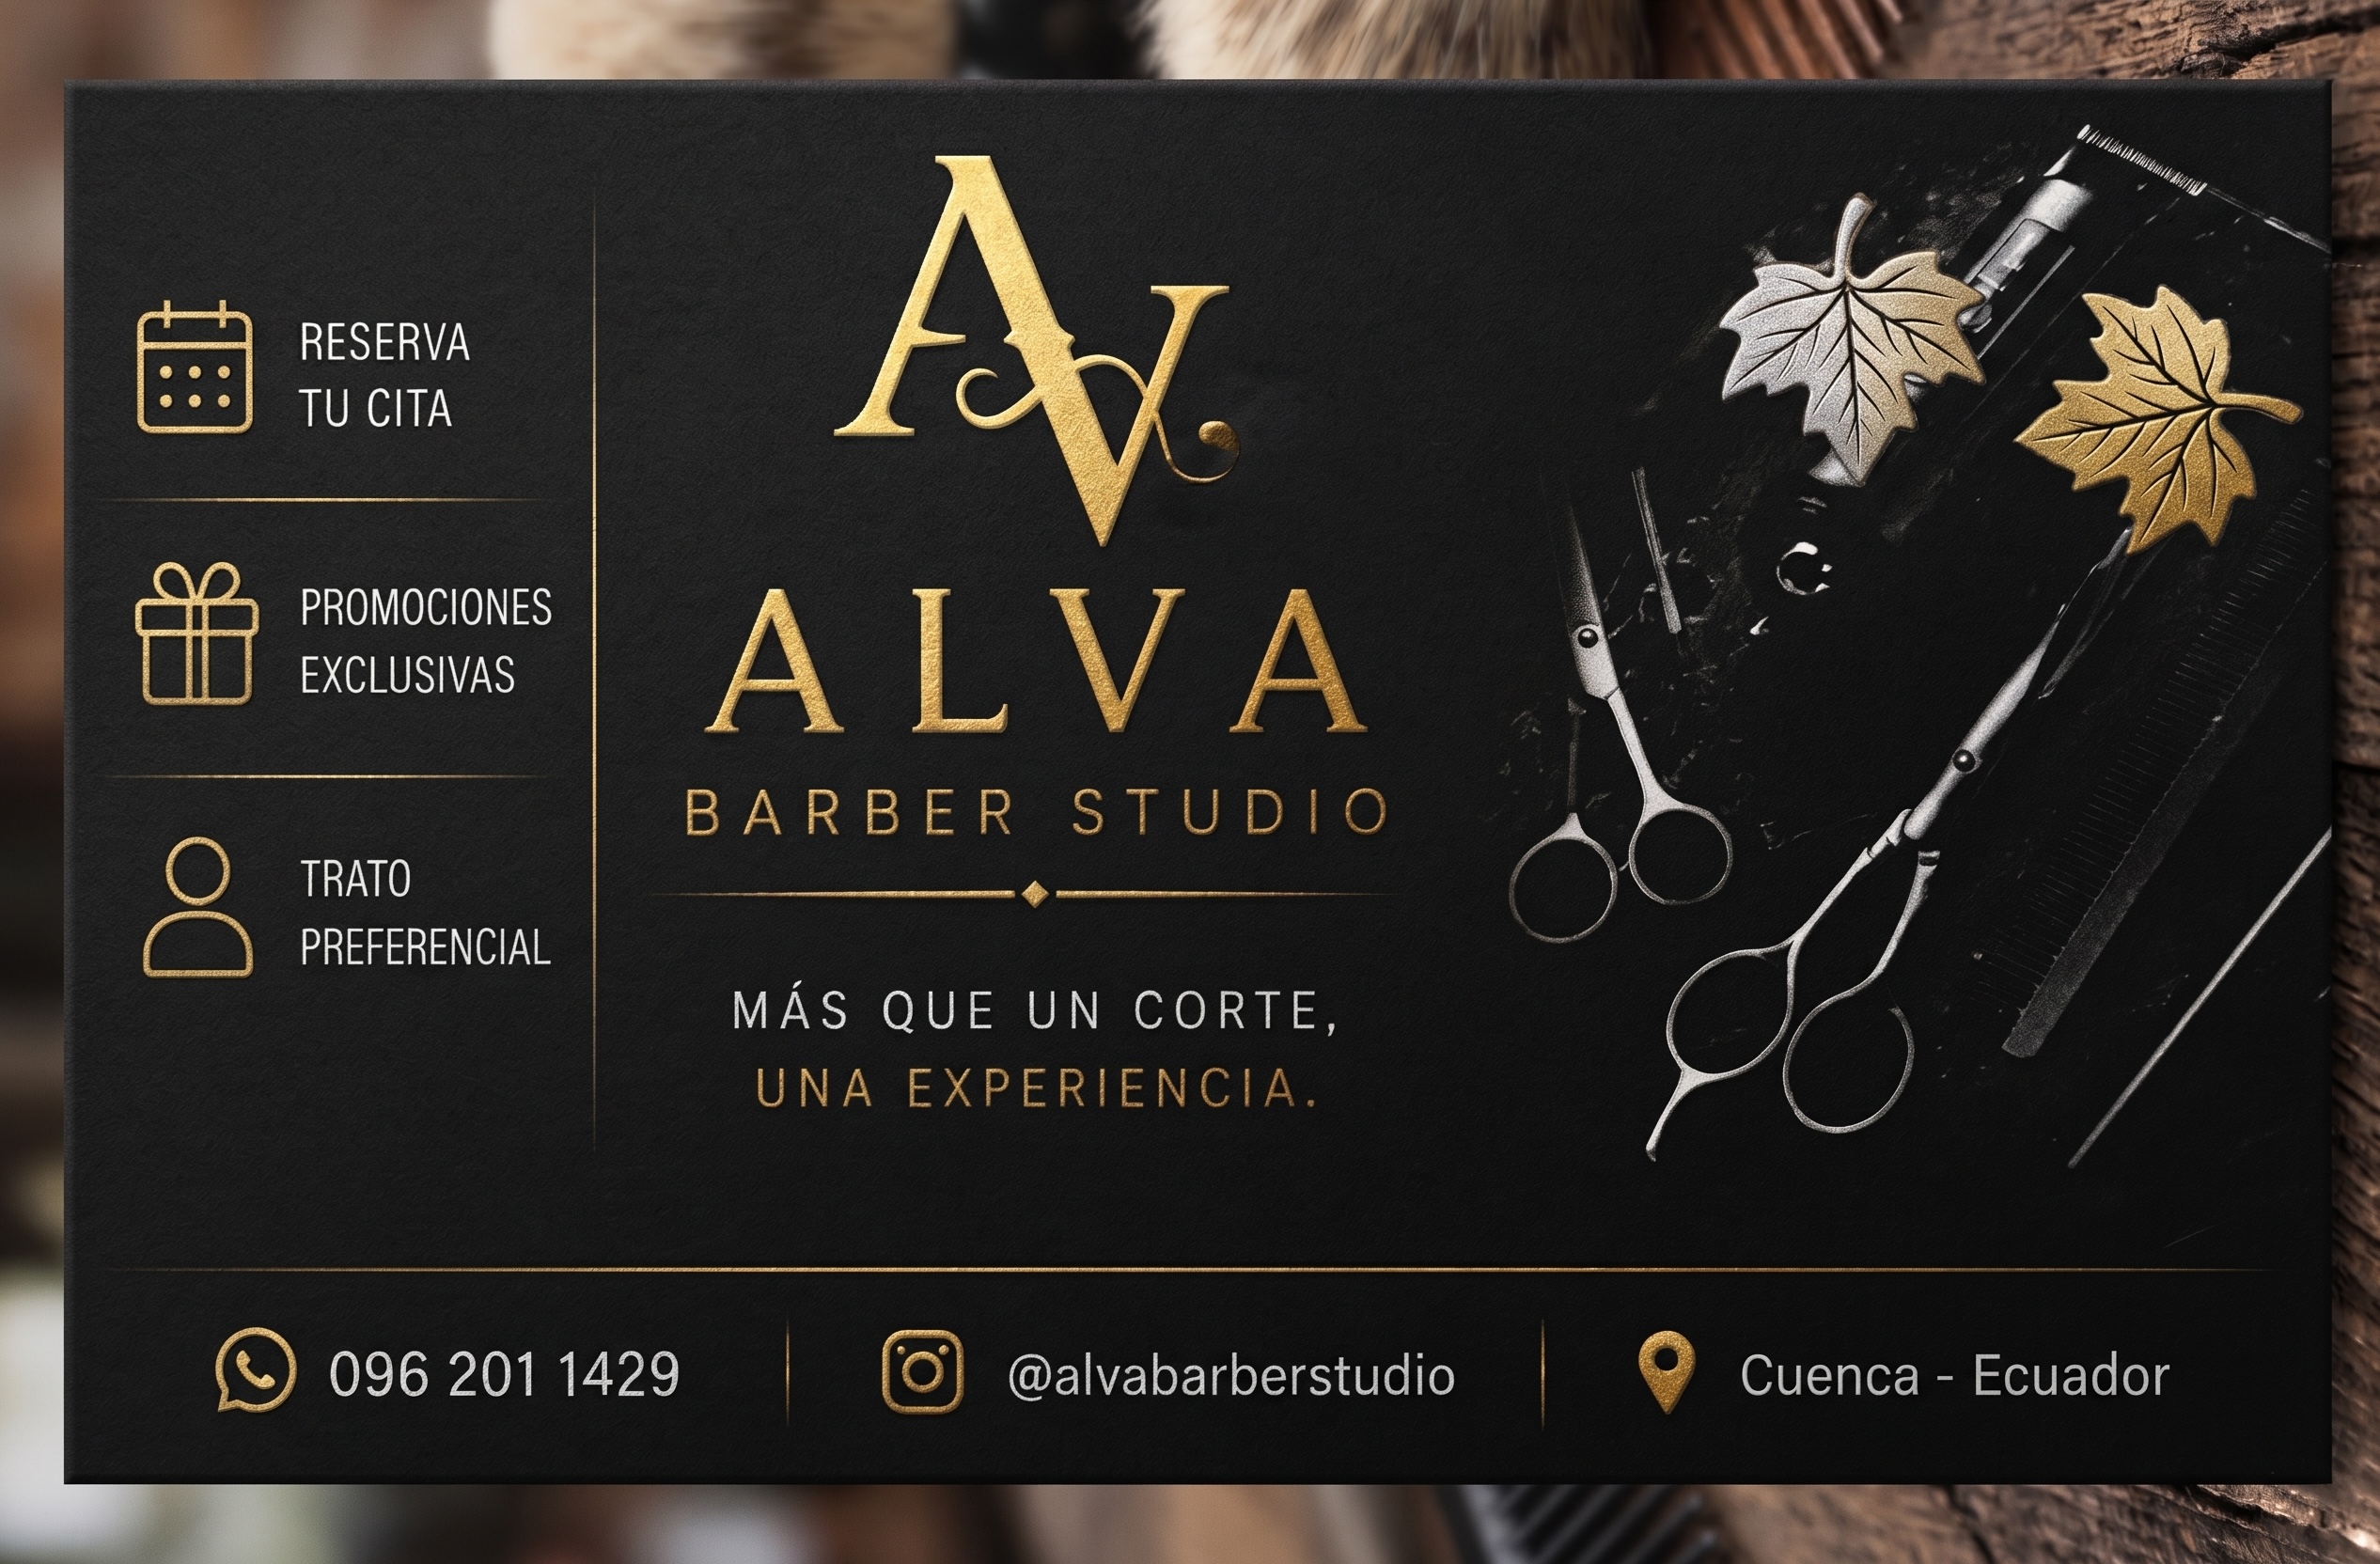 RESERVA
TU CITA
PROMOCIONES
EXCLUSIVAS
TRATO
PREFERENCIAL
AV
ALVA
BARBER STUDIO
MÁS QUE UN CORTE,
UNA EXPERIENCIA.
096 201 1429
@alvabarberstudio
Cuenca - Ecuador